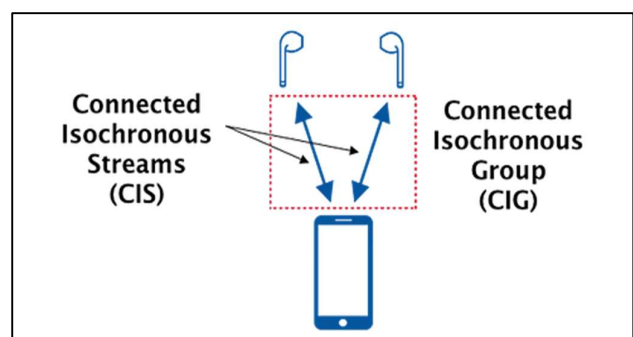 Connected
Isochronous
Streams
(CIS)
Connected
Isochronous
Group
(CIG)